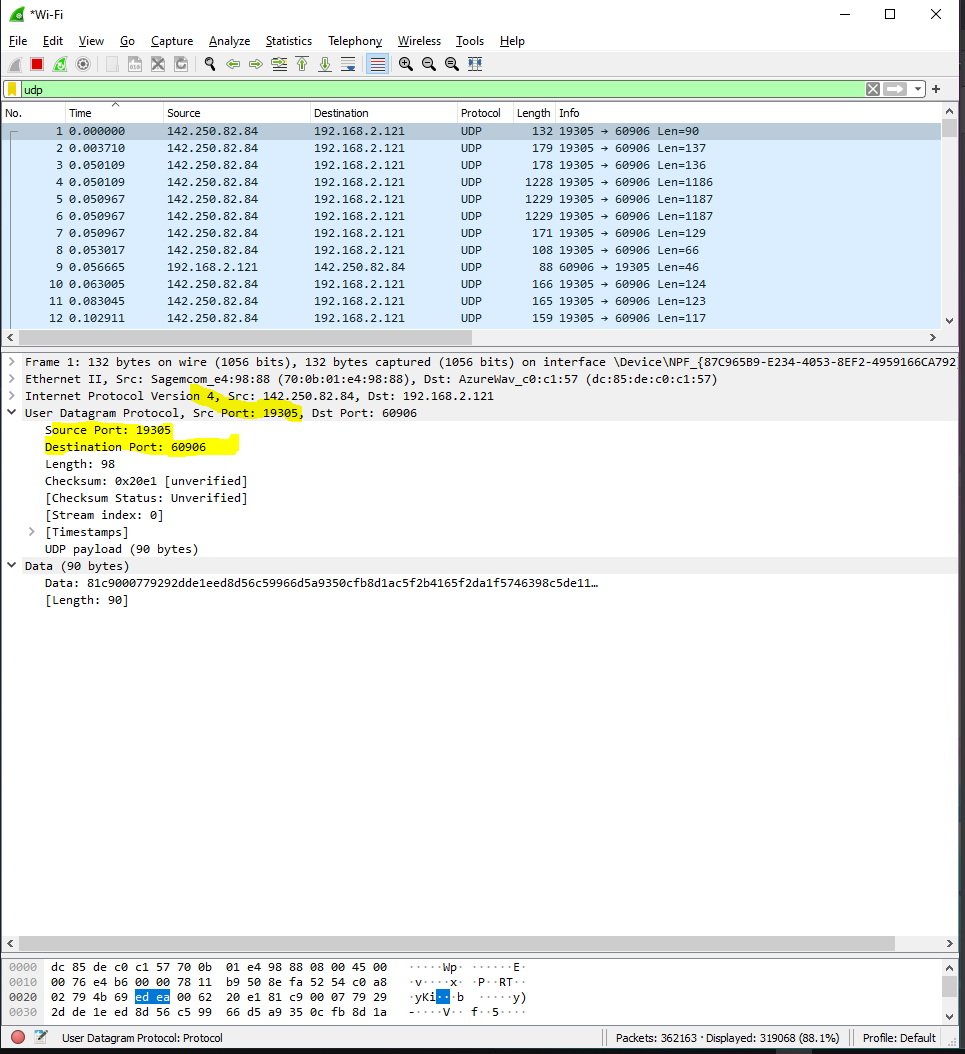 *Wi-Fi
File Edit View Go Capture Analyze Statistics Telephony Wireless Tools Help
udp
No. Time Source Destination Protocol Length Info
1 0.000000 142.250.82.84 192.168.2.121 UDP 132 19305 → 60906 Len=90
2 0.003710 142.250.82.84 192.168.2.121 UDP 179 19305 → 60906 Len=137
3 0.050109 142.250.82.84 192.168.2.121 UDP 178 19305 → 60906 Len=136
4 0.050109 142.250.82.84 192.168.2.121 UDP 1228 19305 → 60906 Len=1186
5 0.050967 142.250.82.84 192.168.2.121 UDP 1229 19305 → 60906 Len=1187
6 0.050967 142.250.82.84 192.168.2.121 UDP 1229 19305 → 60906 Len=1187
7 0.050967 142.250.82.84 192.168.2.121 UDP 171 19305 → 60906 Len=129
8 0.053017 142.250.82.84 192.168.2.121 UDP 108 19305 → 60906 Len=66
9 0.056665 192.168.2.121 142.250.82.84 UDP 88 60906 → 19305 Len=46
10 0.063005 142.250.82.84 192.168.2.121 UDP 166 19305 → 60906 Len=124
11 0.083045 142.250.82.84 192.168.2.121 UDP 165 19305 → 60906 Len=123
12 0.102911 142.250.82.84 192.168.2.121 UDP 159 19305 → 60906 Len=117
Frame 1: 132 bytes on wire (1056 bits), 132 bytes captured (1056 bits) on interface \Device\NPF_{87C965B9-E234-4053-8EF2-4959166CA792}
Ethernet II, Src: Sagemcom_e4:98:88 (70:0b:01:e4:98:88), Dst: AzureWav_c0:c1:57 (dc:85:de:c0:c1:57)
Internet Protocol Version 4, Src: 142.250.82.84, Dst: 192.168.2.121
User Datagram Protocol, Src Port: 19305, Dst Port: 60906
Source Port: 19305
Destination Port: 60906
Length: 98
Checksum: 0x20e1 [unverified]
[Checksum Status: Unverified]
[Stream index: 0]
[Timestamps]
UDP payload (90 bytes)
Data (90 bytes)
Data: 81c9000779292dde1eed8d56c59966d5a9350cfb8d1ac5f2b4165f2da1f5746398c5de11…
[Length: 90]
0000 dc 85 de c0 c1 57 70 0b 01 e4 98 88 08 00 45 00 ·····Wp· ······E·
0010 00 76 e4 b6 00 00 78 11 b9 50 8e fa 52 54 c0 a8 ·v····x· ·P··RT··
0020 02 79 4b 69 ed ea 00 62 20 e1 81 c9 00 07 79 29 ·yKi···b ·····y)
0030 2d de 1e ed 8d 56 c5 99 66 d5 a9 35 0c fb 8d 1a -····V·· f··5····
User Datagram Protocol: Protocol Packets: 362163 · Displayed: 319068 (88.1%) Profile: Default